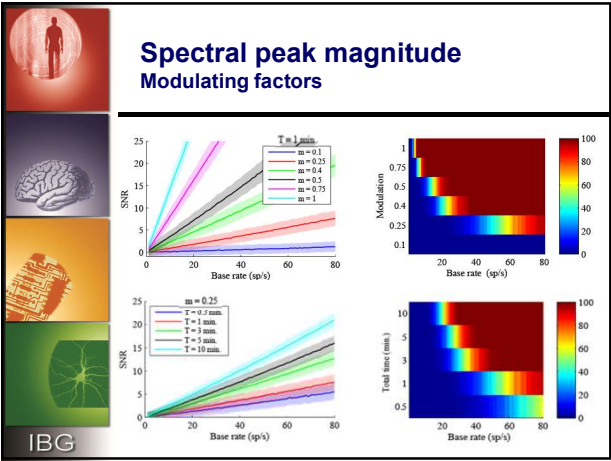 Spectral peak magnitude
Modulating factors
T = 1 min.
25
20
15
10
5
0
SNR
m = 0.1
m = 0.25
m = 0.4
m = 0.5
m = 0.75
m = 1
0 20 40 60 80
Base rate (sp/s)
1
0.75
0.5
0.4
0.25
0.1
Modulation
0 20 40 60 80
Base rate (sp/s)
100
80
60
40
20
0
m = 0.25
25
20
15
10
5
0
SNR
T = 0.5 min.
T = 1 min.
T = 3 min.
T = 5 min.
T = 10 min.
0 20 40 60 80
Base rate (sp/s)
10
5
3
1
0.5
Total time (min.)
0 20 40 60 80
Base rate (sp/s)
100
80
60
40
20
0
IBG